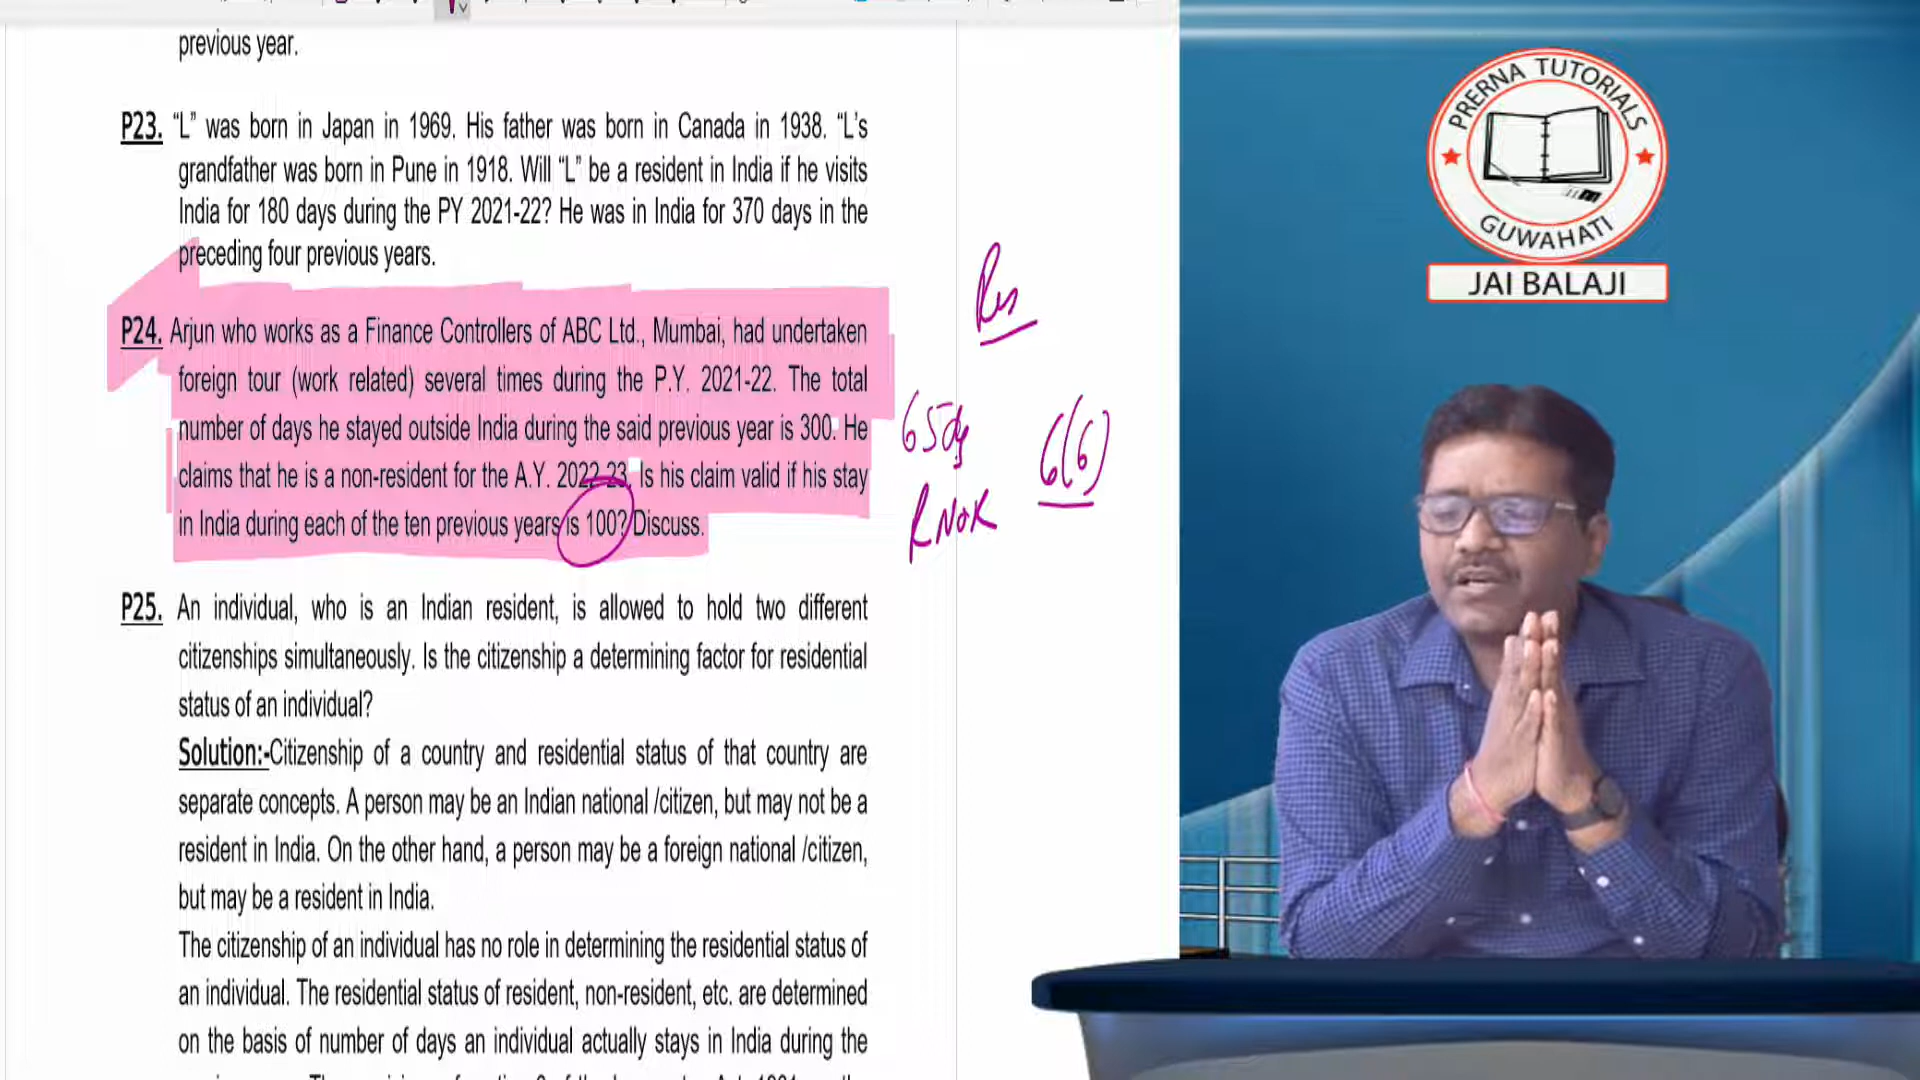 previous year.
P23. “L” was born in Japan in 1969. His father was born in Canada in 1938. “L’s
grandfather was born in Pune in 1918. Will “L” be a resident in India if he visits
India for 180 days during the PY 2021-22? He was in India for 370 days in the
preceding four previous years.
P24. Arjun who works as a Finance Controllers of ABC Ltd., Mumbai, had undertaken
foreign tour (work related) several times during the P.Y. 2021-22. The total
number of days he stayed outside India during the said previous year is 300. He
claims that he is a non-resident for the A.Y. 2022-23. Is his claim valid if his stay
in India during each of the ten previous years is 100? Discuss.
Res
65dys
6(6)
RNOR
P25. An individual, who is an Indian resident, is allowed to hold two different
citizenships simultaneously. Is the citizenship a determining factor for residential
status of an individual?
Solution:-Citizenship of a country and residential status of that country are
separate concepts. A person may be an Indian national /citizen, but may not be a
resident in India. On the other hand, a person may be a foreign national /citizen,
but may be a resident in India.
The citizenship of an individual has no role in determining the residential status of
an individual. The residential status of resident, non-resident, etc. are determined
on the basis of number of days an individual actually stays in India during the
PRERNA TUTORIALS
GUWAHATI
JAI BALAJI